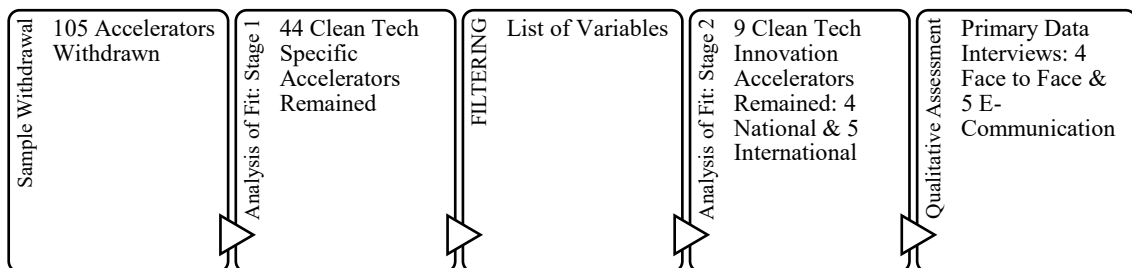 Sample Withdrawal
105 Accelerators
Withdrawn
Analysis of Fit: Stage 1
44 Clean Tech
Specific
Accelerators
Remained
FILTERING
List of Variables
Analysis of Fit: Stage 2
9 Clean Tech
Innovation
Accelerators
Remained: 4
National & 5
International
Qualitative Assessment
Primary Data
Interviews: 4
Face to Face &
5 E-
Communication